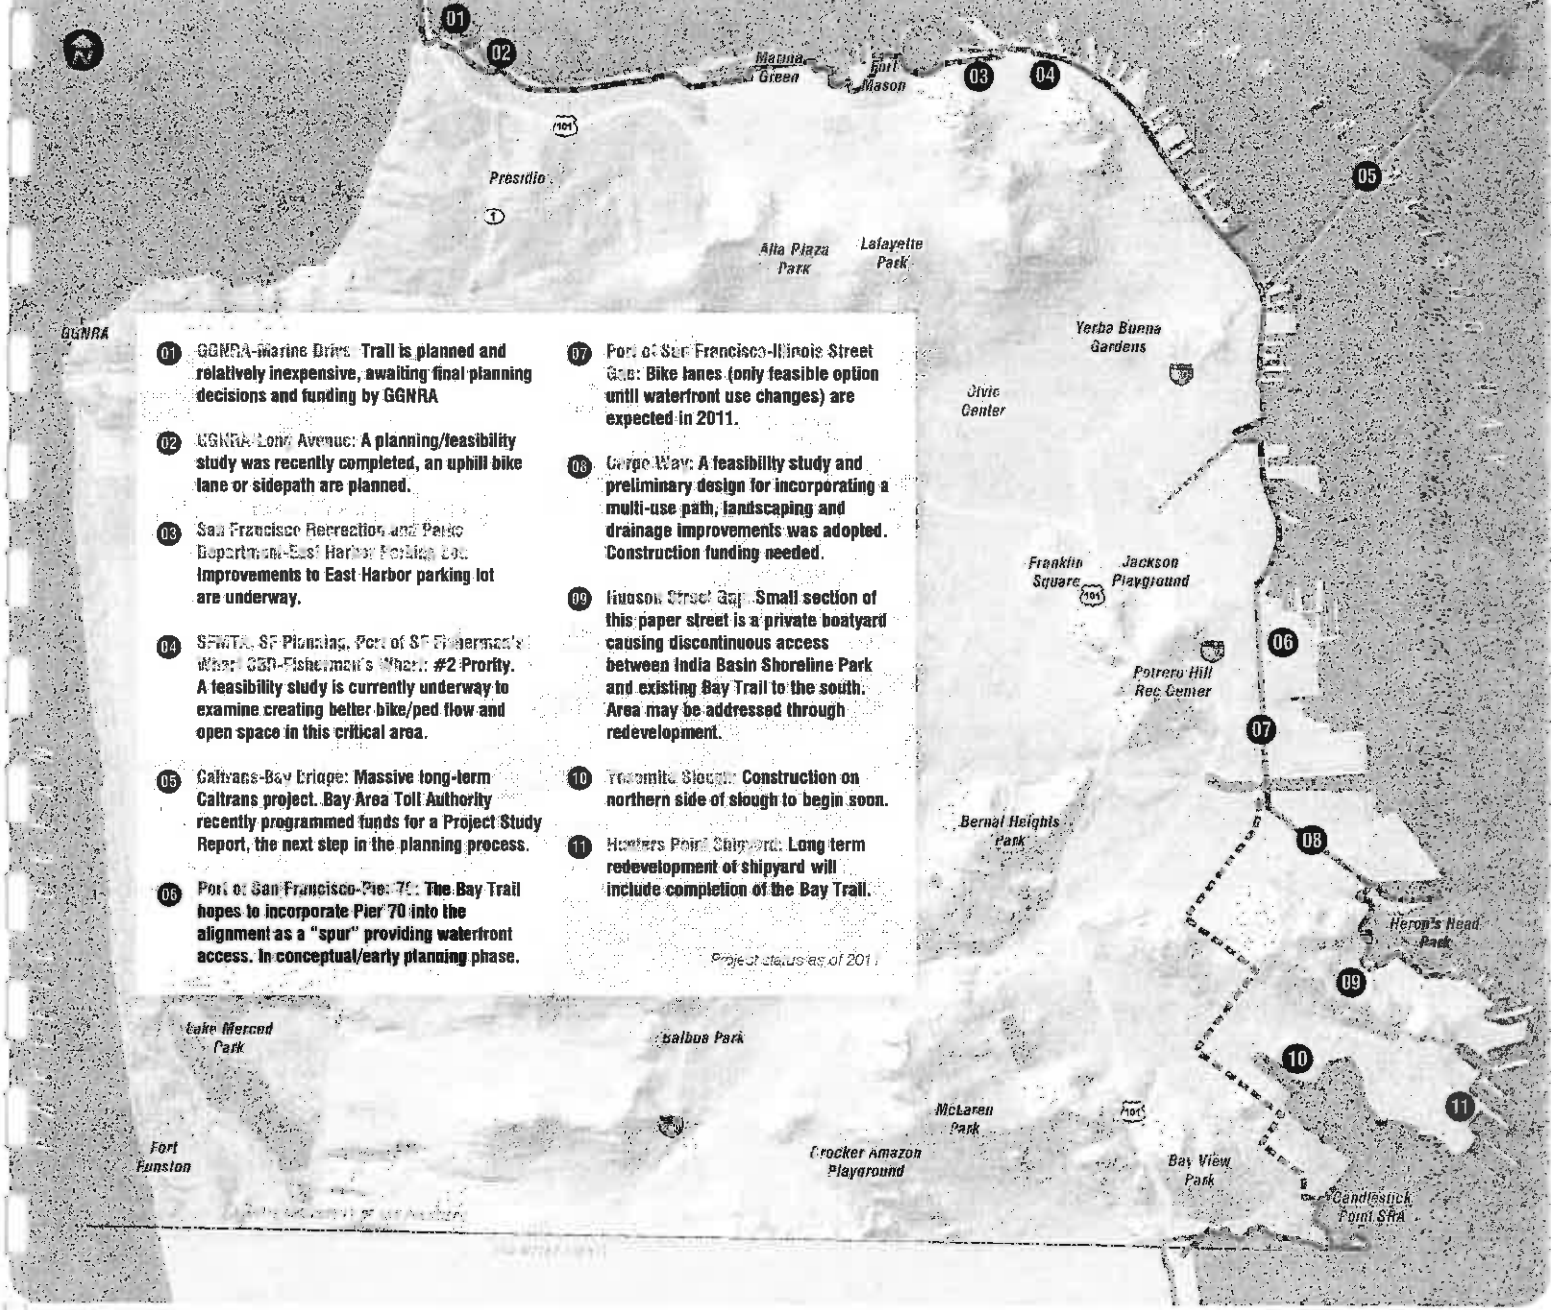 01
02
Marina
Green
Fort
Mason
03
04
N
101
05
Presidio
1
Alta Plaza
Park
Lafayette
Park
GGNRA
Yerba Buena
Gardens
Civic
Center
01 GGNRA-Marine Drive: Trail is planned and
relatively inexpensive, awaiting final planning
decisions and funding by GGNRA
02 GGNRA-Long Avenue: A planning/feasibility
study was recently completed, an uphill bike
lane or sidepath are planned.
03 San Francisco Recreation and Parks
Department-East Harbor Parking Lot:
Improvements to East Harbor parking lot
are underway.
04 SFMTA, SF Planning, Port of SF Fisherman's
Wharf CBD-Fisherman's Wharf: #2 Prority.
A feasibility study is currently underway to
examine creating better bike/ped flow and
open space in this critical area.
05 Caltrans-Bay Bridge: Massive long-term
Caltrans project. Bay Area Toll Authority
recently programmed funds for a Project Study
Report, the next step in the planning process.
06 Port of San Francisco-Pier 70: The Bay Trail
hopes to incorporate Pier 70 into the
alignment as a "spur" providing waterfront
access. In conceptual/early planning phase.
07 Port of San Francisco-Illinois Street
Gap: Bike lanes (only feasible option
until waterfront use changes) are
expected in 2011.
08 Cargo Way: A feasibility study and
preliminary design for incorporating a
multi-use path, landscaping and
drainage improvements was adopted.
Construction funding needed.
09 Hudson Street Gap: Small section of
this paper street is a private boatyard
causing discontinuous access
between India Basin Shoreline Park
and existing Bay Trail to the south.
Area may be addressed through
redevelopment.
10 Yosemite Slough: Construction on
northern side of slough to begin soon.
11 Hunters Point Shipyard: Long term
redevelopment of shipyard will
include completion of the Bay Trail.
Project status as of 2011
Franklin
Square
101
Jackson
Playground
06
Potrero Hill
Rec Center
07
Bernal Heights
Park
08
Heron's Head
Park
09
Lake Merced
Park
Balboa Park
10
11
McLaren
Park
101
Fort
Funston
Crocker Amazon
Playground
Bay View
Park
Candlestick
Point SRA